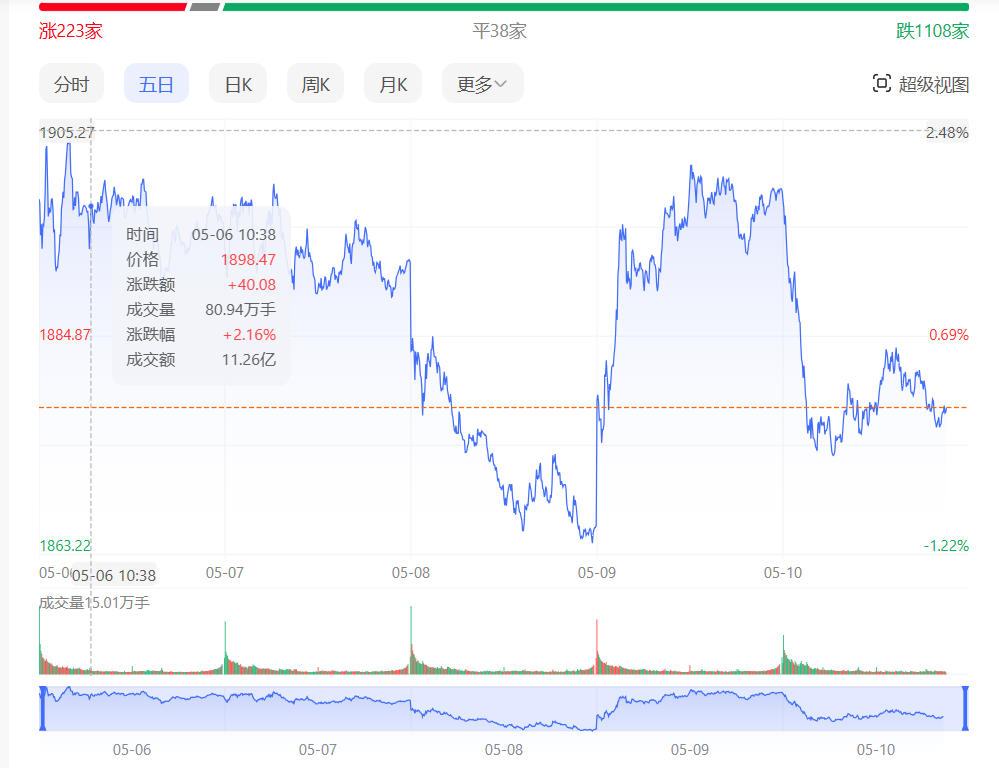 涨223家 平38家 跌1108家
分时 五日 日K 周K 月K 更多 超级视图
1905.27 2.48%
时间 05-06 10:38
价格 1898.47
涨跌额 +40.08
成交量 80.94万手
涨跌幅 +2.16%
成交额 11.26亿
1884.87 0.69%
1863.22 -1.22%
05-0 05-06 10:38 05-07 05-08 05-09 05-10
成交量15.01万手
05-06 05-07 05-08 05-09 05-10